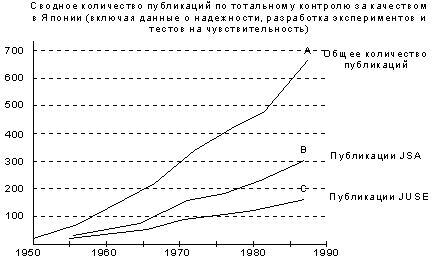 Сводное количество публикаций по тотальному контролю за качеством
в Японии (включая данные о надежности, разработка экспериментов и
тестов на чувствительность)
700
600
500
400
300
200
100
A
Общее количество
публикаций
B
Публикации JSA
C
Публикации JUSE
1950
1960
1970
1980
1990